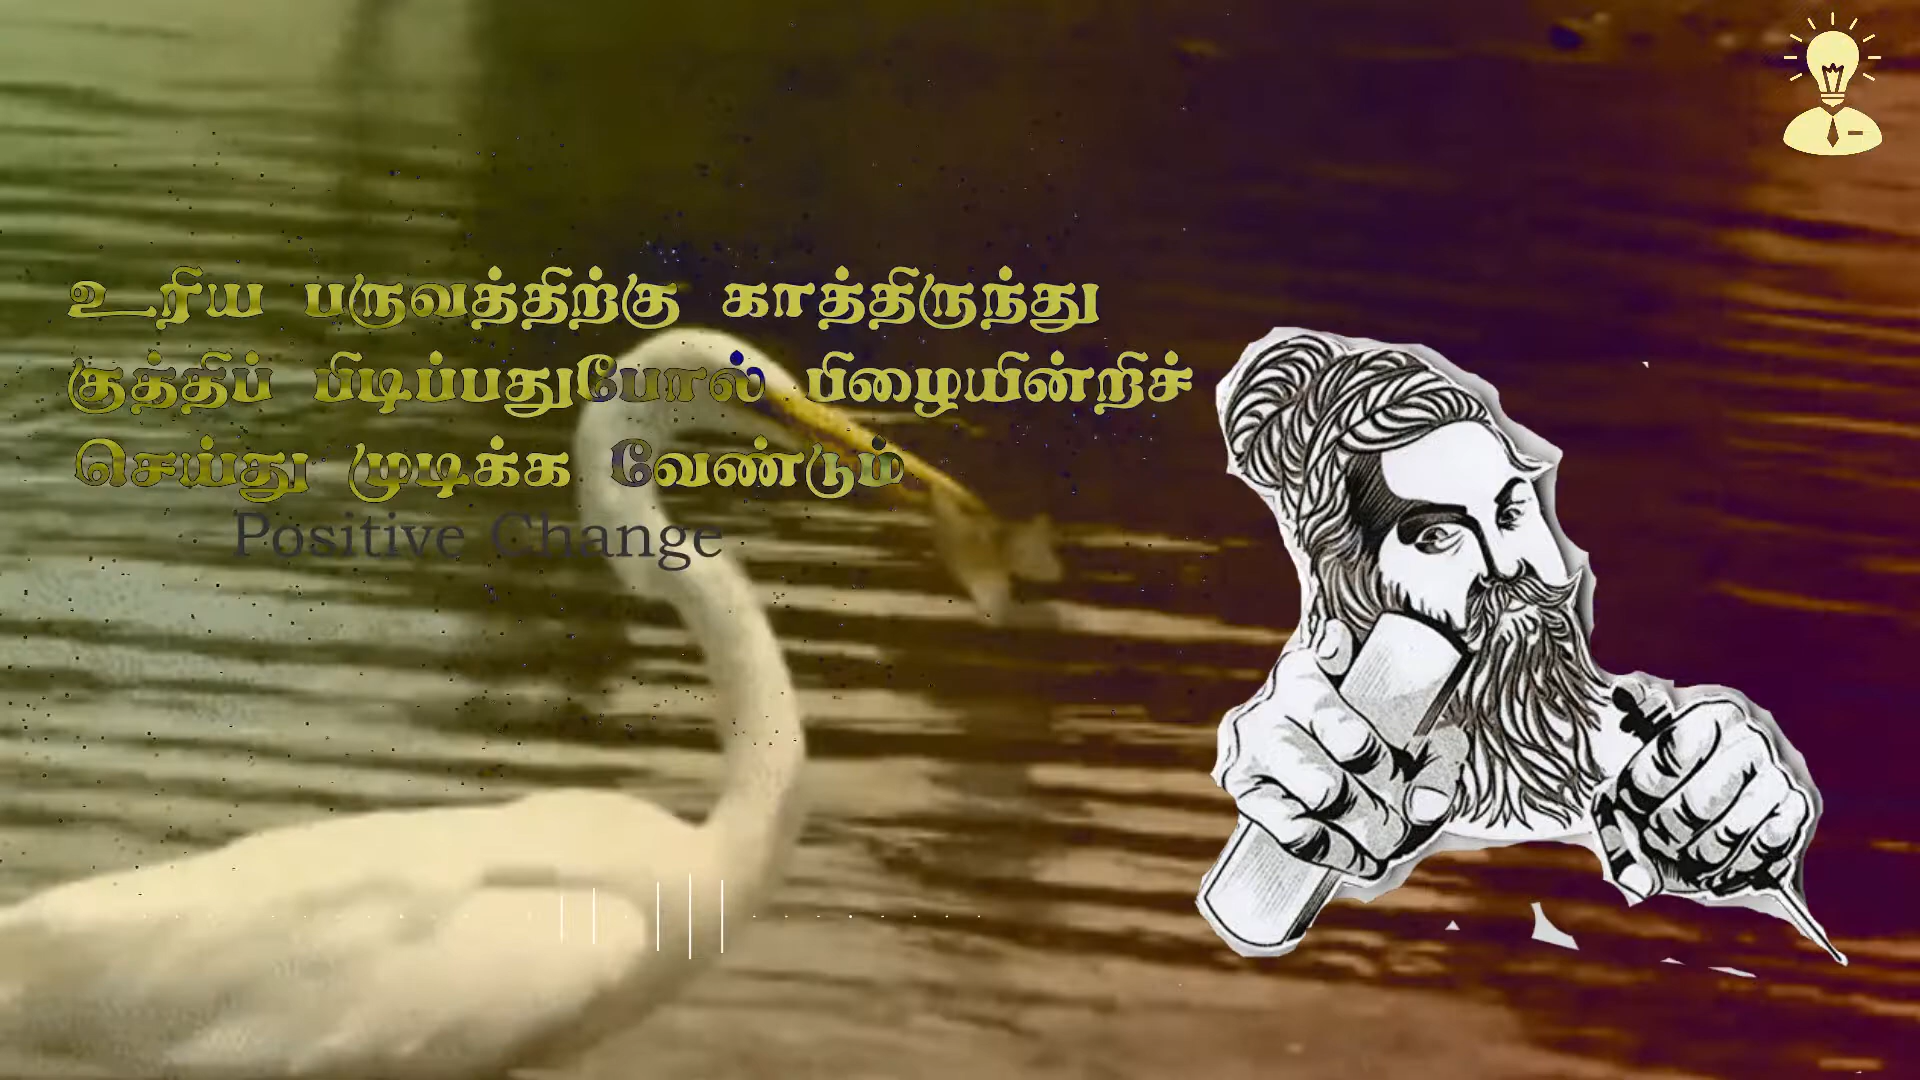 உரிய பருவத்திற்கு காத்திருந்து
குத்திப் பிடிப்பதுபோல் பிழையின்றிச்
செய்து முடிக்க வேண்டும்
Positive Change